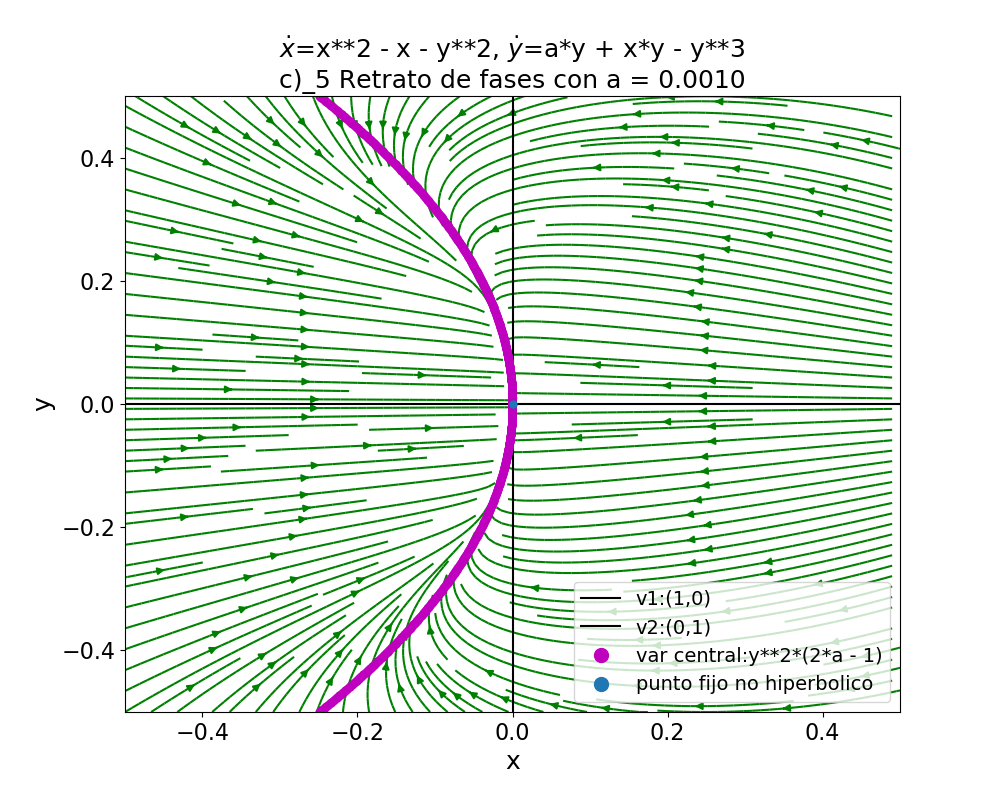 ẋ=x**2 - x - y**2, ẏ=a*y + x*y - y**3
c)_5 Retrato de fases con a = 0.0010
0.4
0.2
0.0
−0.2
−0.4
y
−0.4
−0.2
0.0
0.2
0.4
x
v1:(1,0)
v2:(0,1)
var central:y**2*(2*a - 1)
punto fijo no hiperbolico